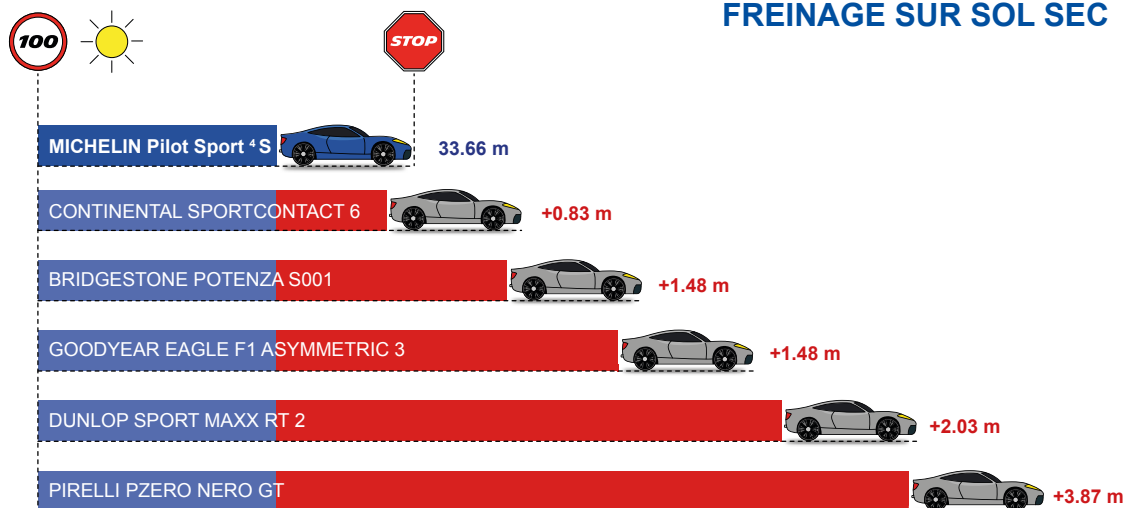 FREINAGE SUR SOL SEC
100
STOP
MICHELIN Pilot Sport ⁴ S
33.66 m
CONTINENTAL SPORTCONTACT 6
+0.83 m
BRIDGESTONE POTENZA S001
+1.48 m
GOODYEAR EAGLE F1 ASYMMETRIC 3
+1.48 m
DUNLOP SPORT MAXX RT 2
+2.03 m
PIRELLI PZERO NERO GT
+3.87 m